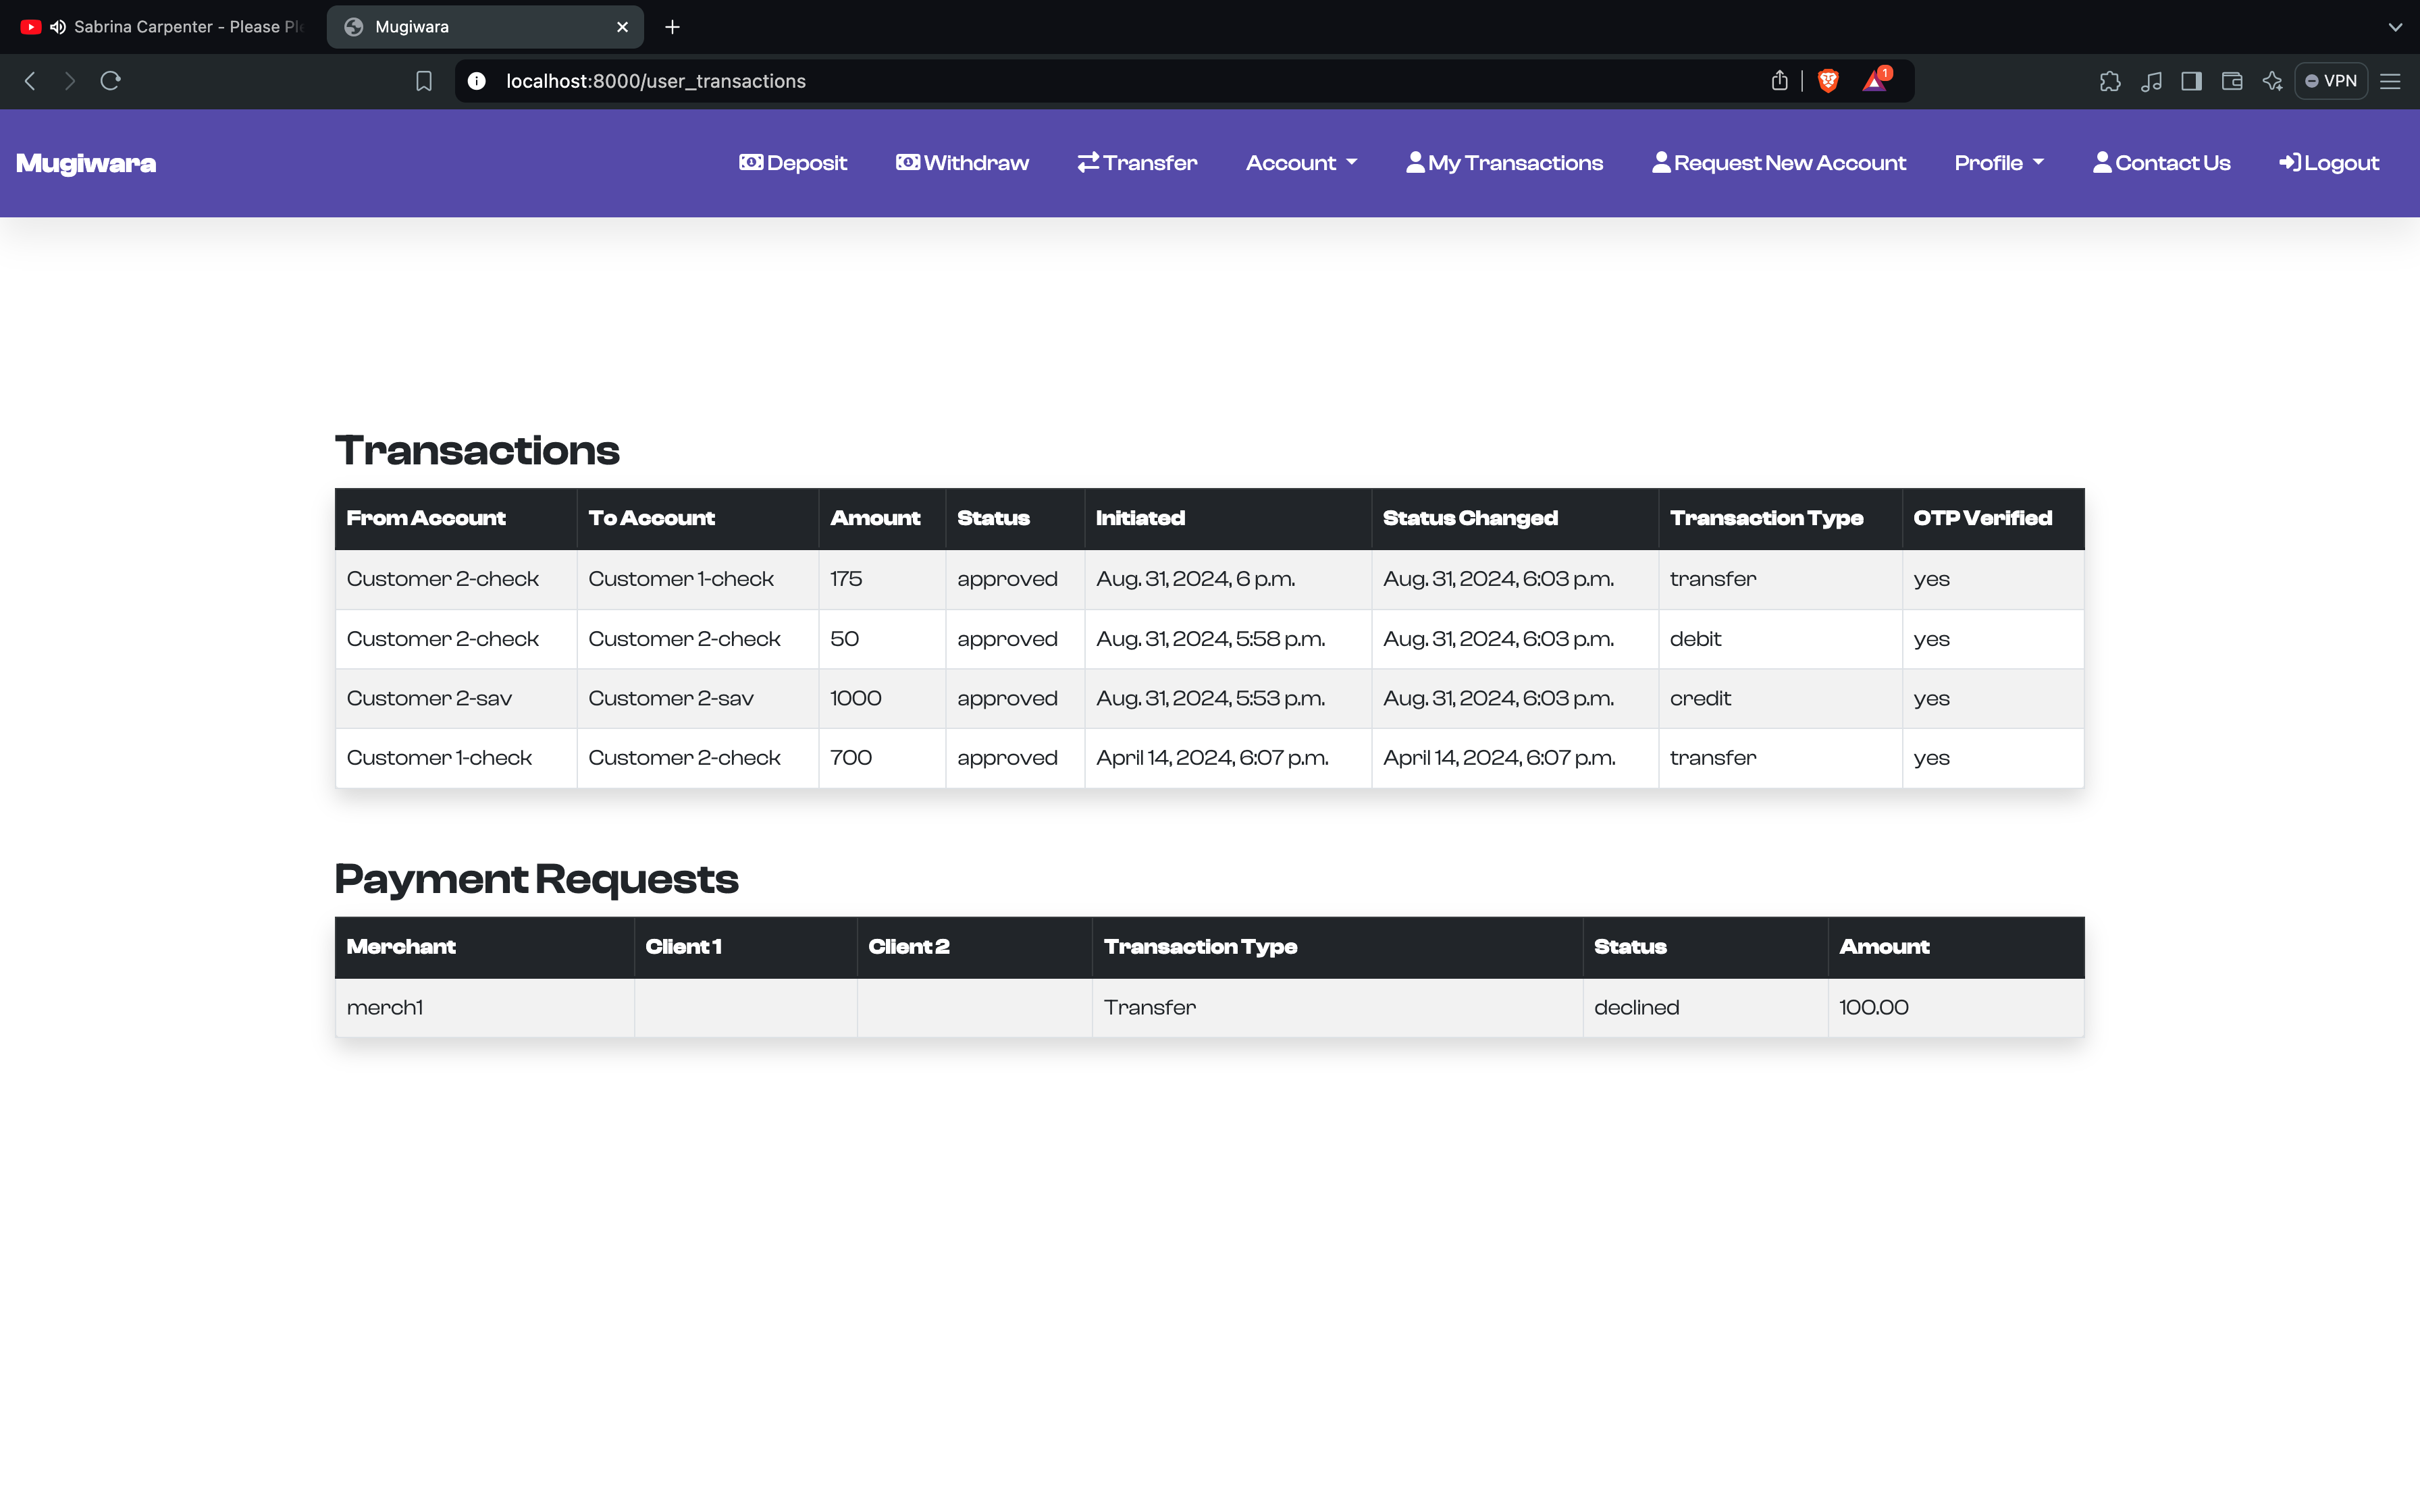 Sabrina Carpenter - Please
Mugiwara
localhost:8000/user_transactions
1
VPN
Mugiwara Deposit Withdraw Transfer Account My Transactions Request New Account Profile Contact Us Logout
Transactions
From Account To Account Amount Status Initiated Status Changed Transaction Type OTP Verified
Customer 2-check Customer 1-check 175 approved Aug. 31, 2024, 6 p.m. Aug. 31, 2024, 6:03 p.m. transfer yes
Customer 2-check Customer 2-check 50 approved Aug. 31, 2024, 5:58 p.m. Aug. 31, 2024, 6:03 p.m. debit yes
Customer 2-sav Customer 2-sav 1000 approved Aug. 31, 2024, 5:53 p.m. Aug. 31, 2024, 6:03 p.m. credit yes
Customer 1-check Customer 2-check 700 approved April 14, 2024, 6:07 p.m. April 14, 2024, 6:07 p.m. transfer yes
Payment Requests
Merchant Client 1 Client 2 Transaction Type Status Amount
merch1 Transfer declined 100.00